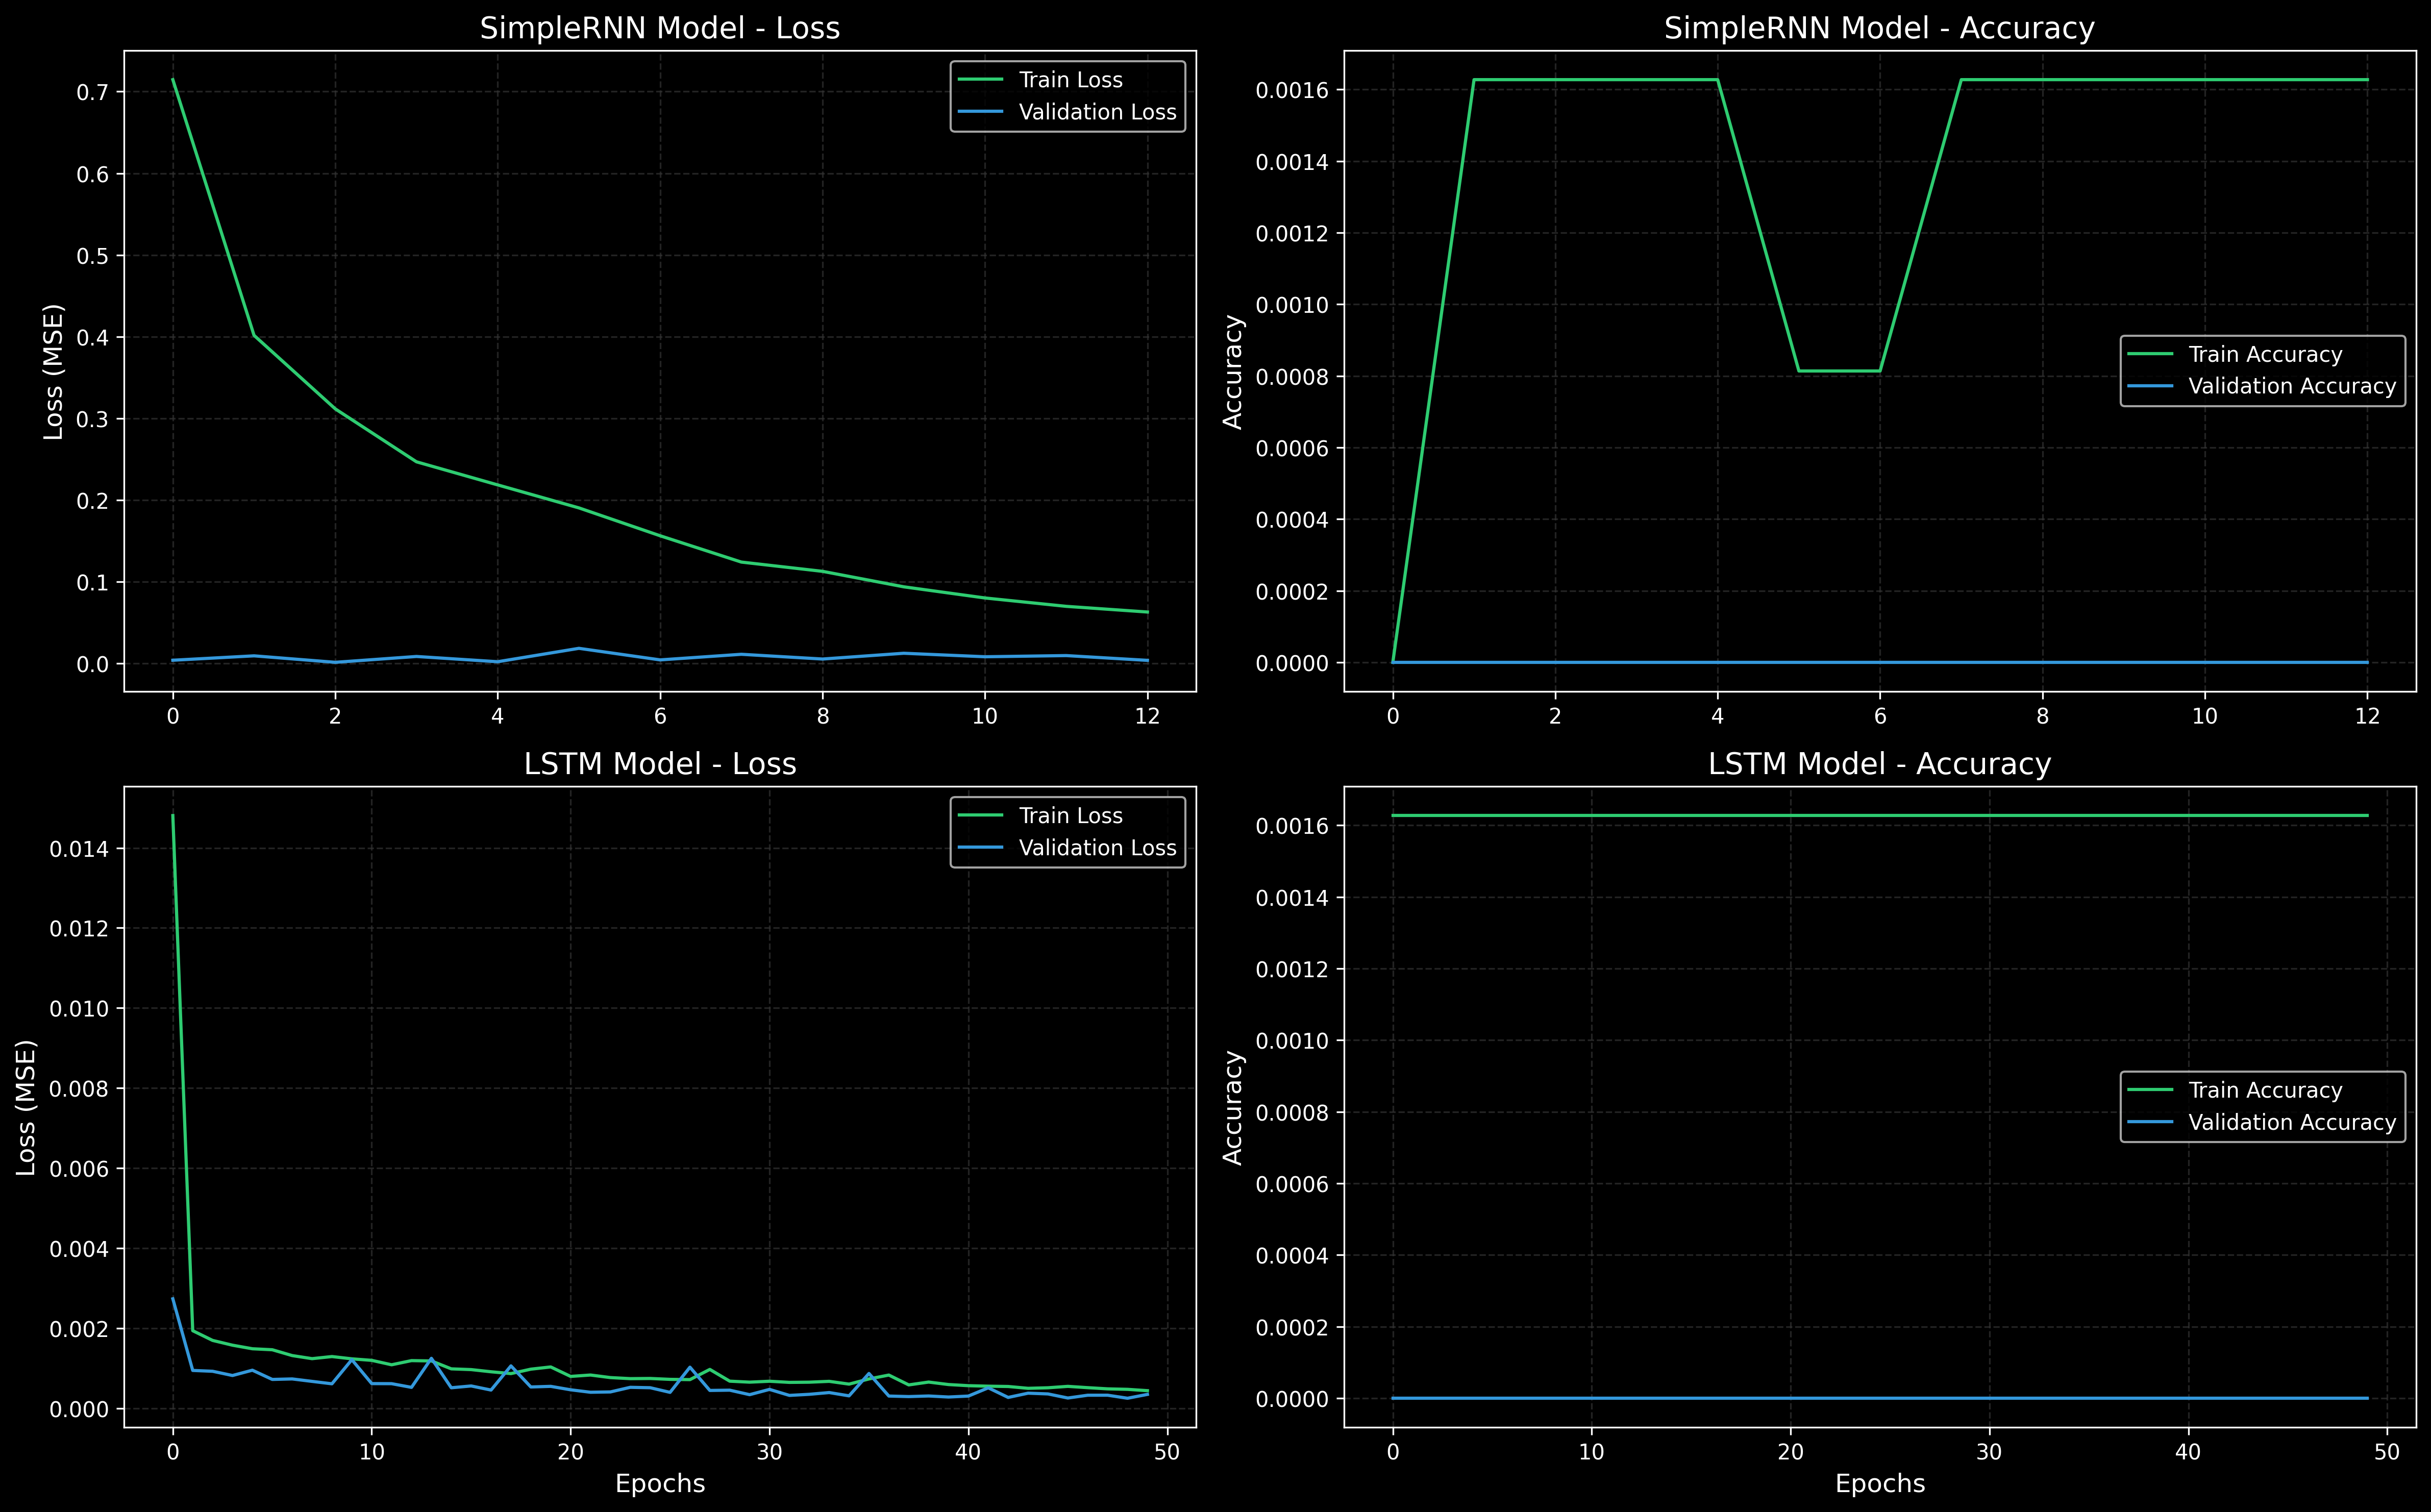 SimpleRNN Model - Loss
Loss (MSE)
0.7
0.6
0.5
0.4
0.3
0.2
0.1
0.0
Train Loss
Validation Loss
0 2 4 6 8 10 12
SimpleRNN Model - Accuracy
Accuracy
0.0016
0.0014
0.0012
0.0010
0.0008
0.0006
0.0004
0.0002
0.0000
Train Accuracy
Validation Accuracy
0 2 4 6 8 10 12
LSTM Model - Loss
Loss (MSE)
0.014
0.012
0.010
0.008
0.006
0.004
0.002
0.000
Train Loss
Validation Loss
0 10 20 30 40 50
Epochs
LSTM Model - Accuracy
Accuracy
0.0016
0.0014
0.0012
0.0010
0.0008
0.0006
0.0004
0.0002
0.0000
Train Accuracy
Validation Accuracy
0 10 20 30 40 50
Epochs